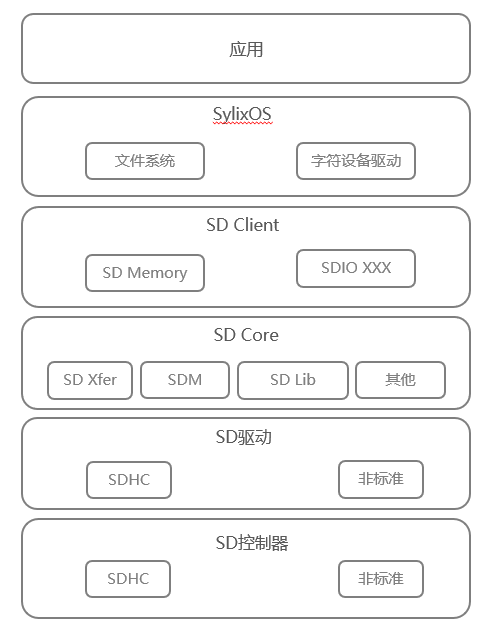 应用
SylixOS
文件系统 字符设备驱动
SD Client
SD Memory SDIO XXX
SD Core
SD Xfer SDM SD Lib 其他
SD驱动
SDHC 非标准
SD控制器
SDHC 非标准